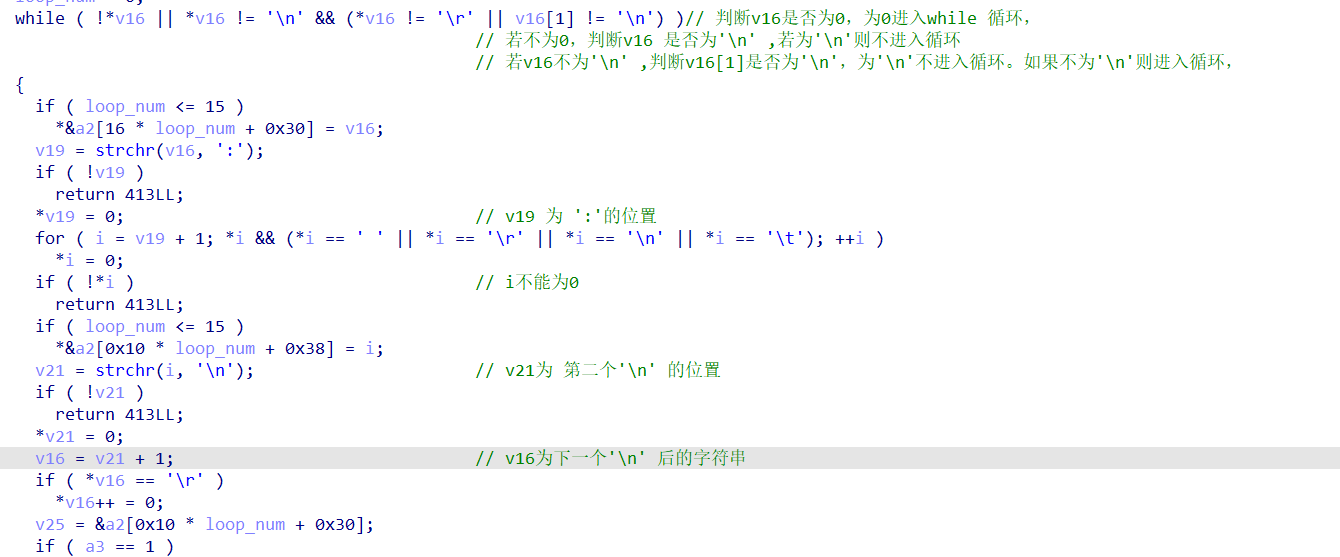 while ( !*v16 || *v16 != '\n' && (*v16 != '\r' || v16[1] != '\n') )// 判断v16是否为0，为0进入while 循环，
// 若不为0，判断v16 是否为'\n' ,若为'\n'则不进入循环
// 若v16不为'\n' ,判断v16[1]是否为'\n'，为'\n'不进入循环。如果不为'\n'则进入循环，
{
if ( loop_num <= 15 )
*&a2[16 * loop_num + 0x30] = v16;
v19 = strchr(v16, ':');
if ( !v19 )
return 413LL;
*v19 = 0; // v19 为 ':'的位置
for ( i = v19 + 1; *i && (*i == ' ' || *i == '\r' || *i == '\n' || *i == '\t'); ++i )
*i = 0;
if ( !*i ) // i不能为0
return 413LL;
if ( loop_num <= 15 )
*&a2[0x10 * loop_num + 0x38] = i;
v21 = strchr(i, '\n'); // v21为 第二个'\n' 的位置
if ( !v21 )
return 413LL;
*v21 = 0;
v16 = v21 + 1; // v16为下一个'\n' 后的字符串
if ( *v16 == '\r' )
*v16++ = 0;
v25 = &a2[0x10 * loop_num + 0x30];
if ( a3 == 1 )